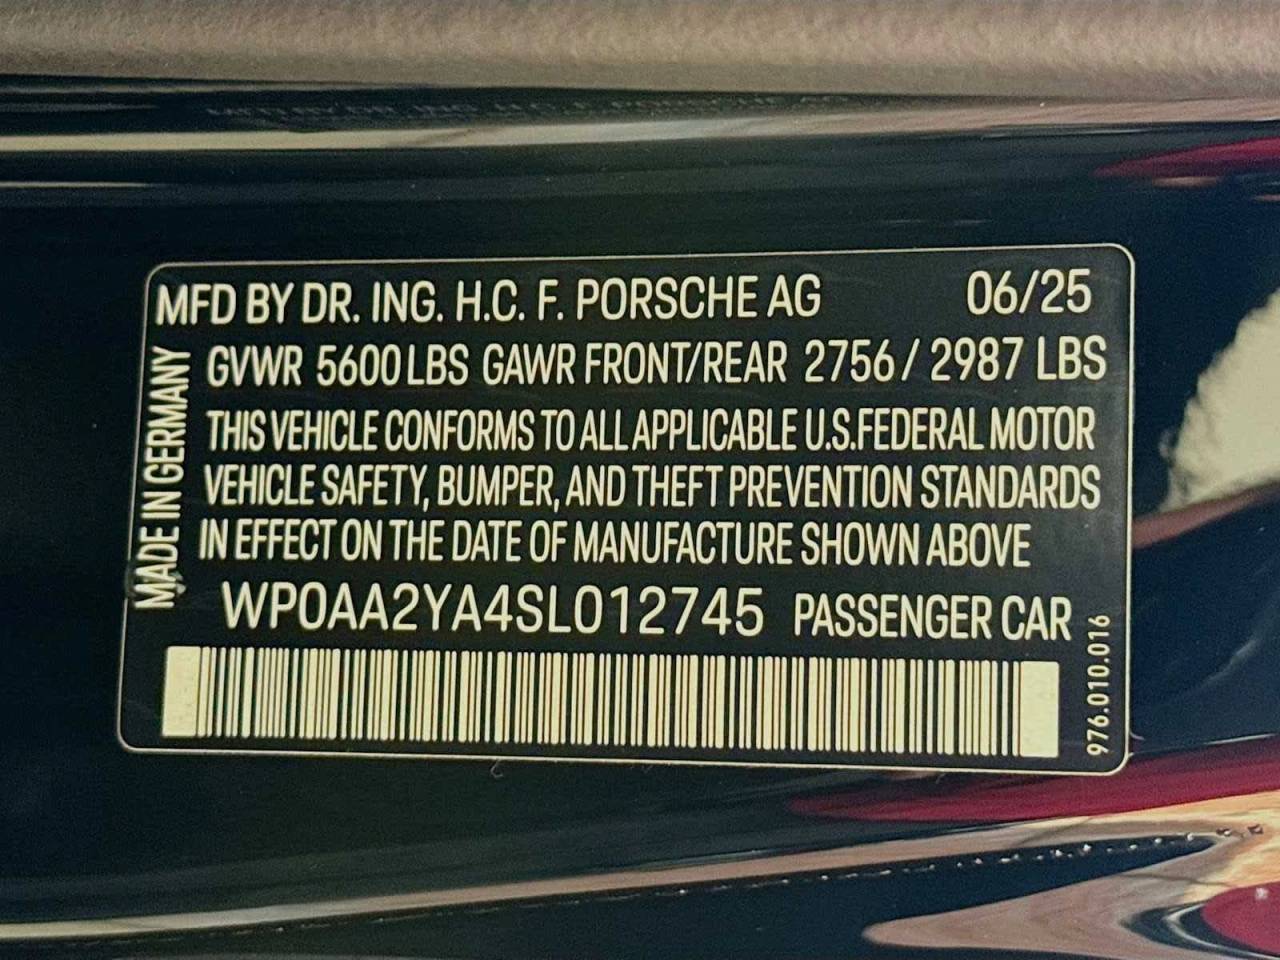 MFD BY DR. ING. H.C. F. PORSCHE AG 06/25
GVWR 5600 LBS GAWR FRONT/REAR 2756 / 2987 LBS
THIS VEHICLE CONFORMS TO ALL APPLICABLE U.S.FEDERAL MOTOR
VEHICLE SAFETY, BUMPER, AND THEFT PREVENTION STANDARDS
IN EFFECT ON THE DATE OF MANUFACTURE SHOWN ABOVE
WP0AA2YA4SL012745 PASSENGER CAR
MADE IN GERMANY
976.010.016